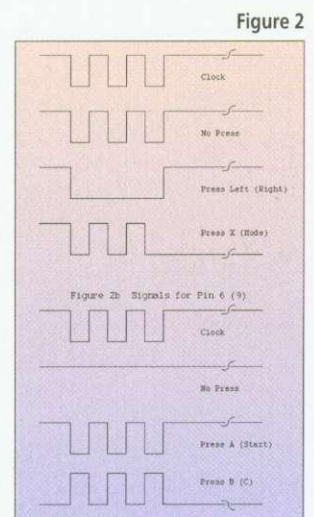 Figure 2
Clock
No Press
Press Left (Right)
Press X (Mode)
Figure 2b Signals for Pin 6 (9)
Clock
No Press
Press A (Start)
Press B (C)